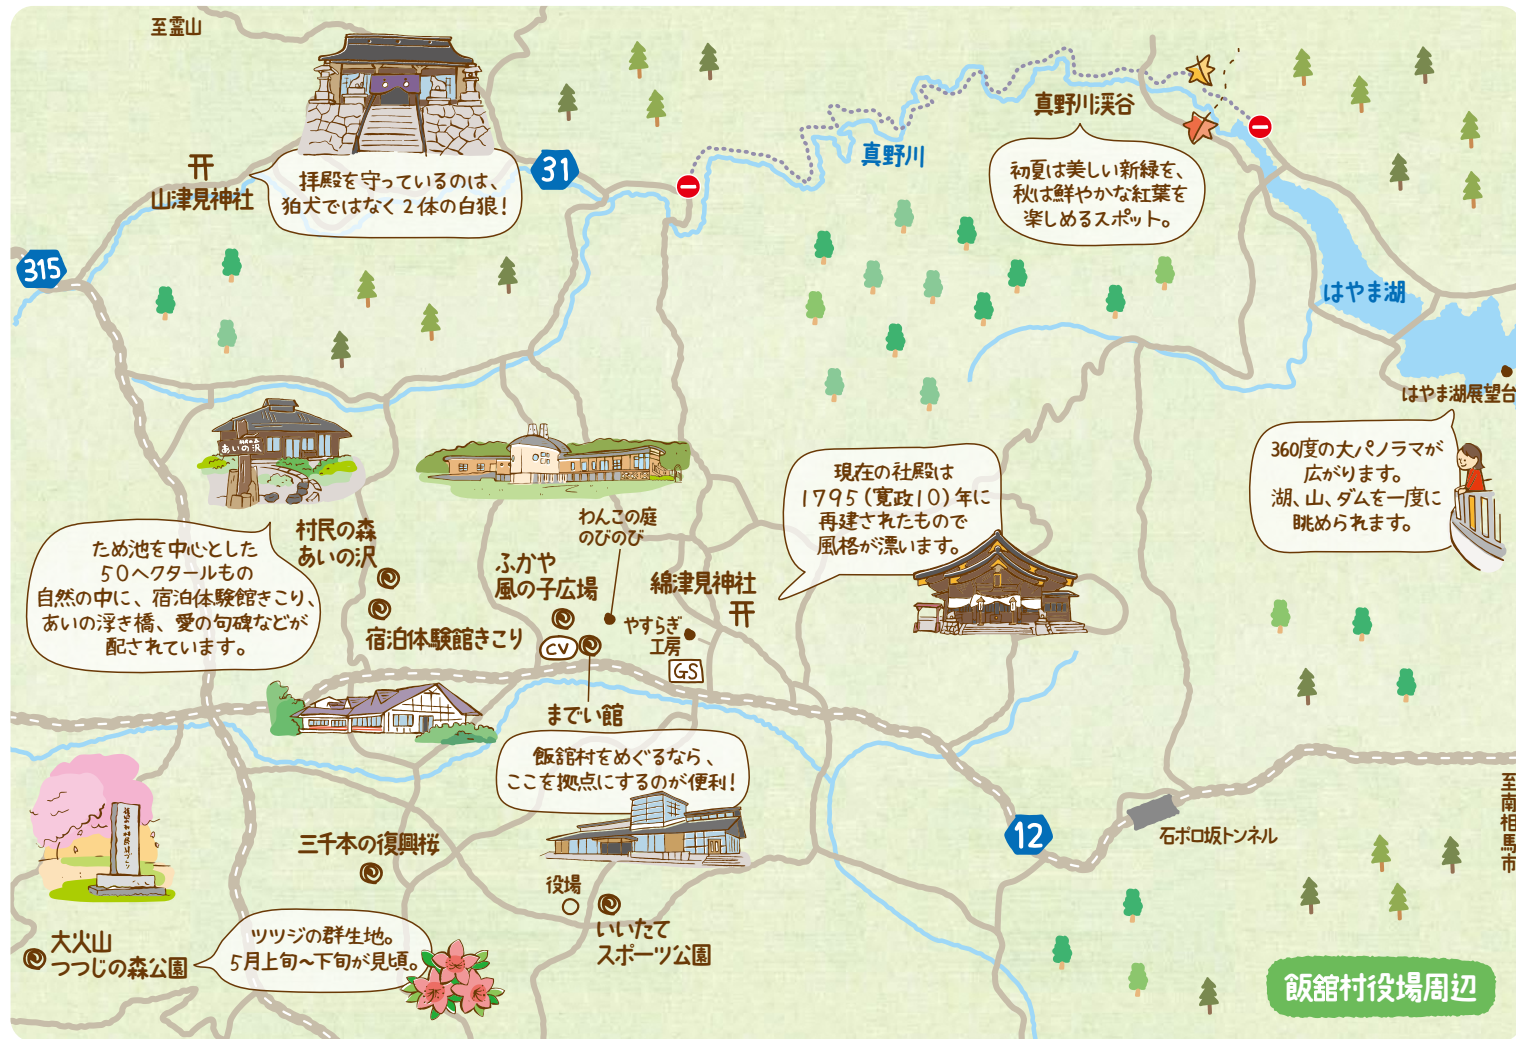 至霊山
山津見神社
拝殿を守っているのは、
狛犬ではなく2体の白狼!
31
315
真野川
真野川渓谷
初夏は美しい新緑を、
秋は鮮やかな紅葉を
楽しめるスポット。
はやま湖
はやま湖展望台
360度の大パノラマが
広がります。
湖、山、ダムを一度に
眺められます。
あいの沢
村民の森
あいの沢
ため池を中心とした
50ヘクタールもの
自然の中に、宿泊体験館きこり、
あいの浮き橋、愛の句碑などが
配されています。
宿泊体験館きこり
わんこの庭
のびのび
ふかや
風の子広場
CV
までい館
やすらぎ
工房
GS
綿津見神社
現在の社殿は
1795(寛政10)年に
再建されたもので
風格が漂います。
飯舘村をめぐるなら、
ここを拠点にするのが便利!
三千本の復興桜
役場
いいたて
スポーツ公園
大火山
つつじの森公園
ツツジの群生地。
5月上旬~下旬が見頃。
12
石ポロ坂トンネル
至南相馬市
飯舘村役場周辺